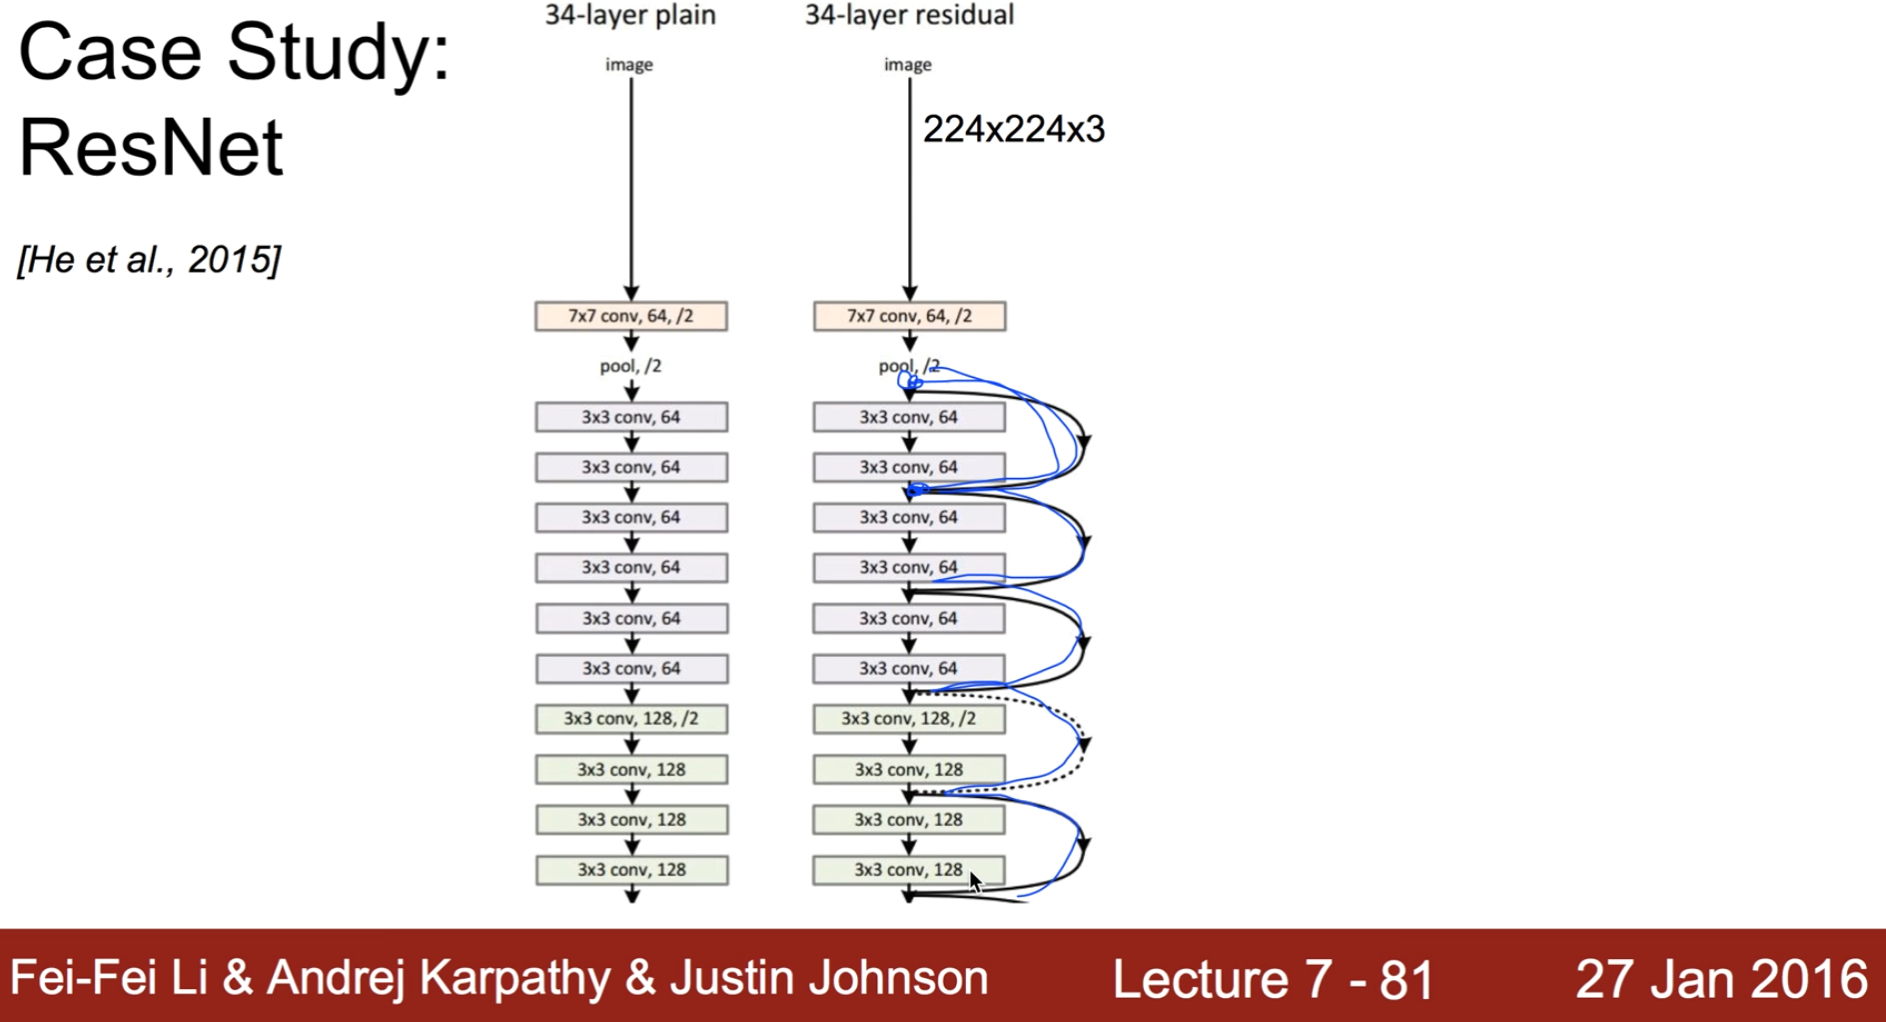 Case Study:
ResNet
[He et al., 2015]
34-layer plain
image
7x7 conv, 64, /2
pool, /2
3x3 conv, 64
3x3 conv, 64
3x3 conv, 64
3x3 conv, 64
3x3 conv, 64
3x3 conv, 64
3x3 conv, 128, /2
3x3 conv, 128
3x3 conv, 128
3x3 conv, 128
34-layer residual
image
224x224x3
7x7 conv, 64, /2
pool, /2
3x3 conv, 64
3x3 conv, 64
3x3 conv, 64
3x3 conv, 64
3x3 conv, 64
3x3 conv, 64
3x3 conv, 128, /2
3x3 conv, 128
3x3 conv, 128
3x3 conv, 128
Fei-Fei Li & Andrej Karpathy & Justin Johnson
Lecture 7 - 81
27 Jan 2016